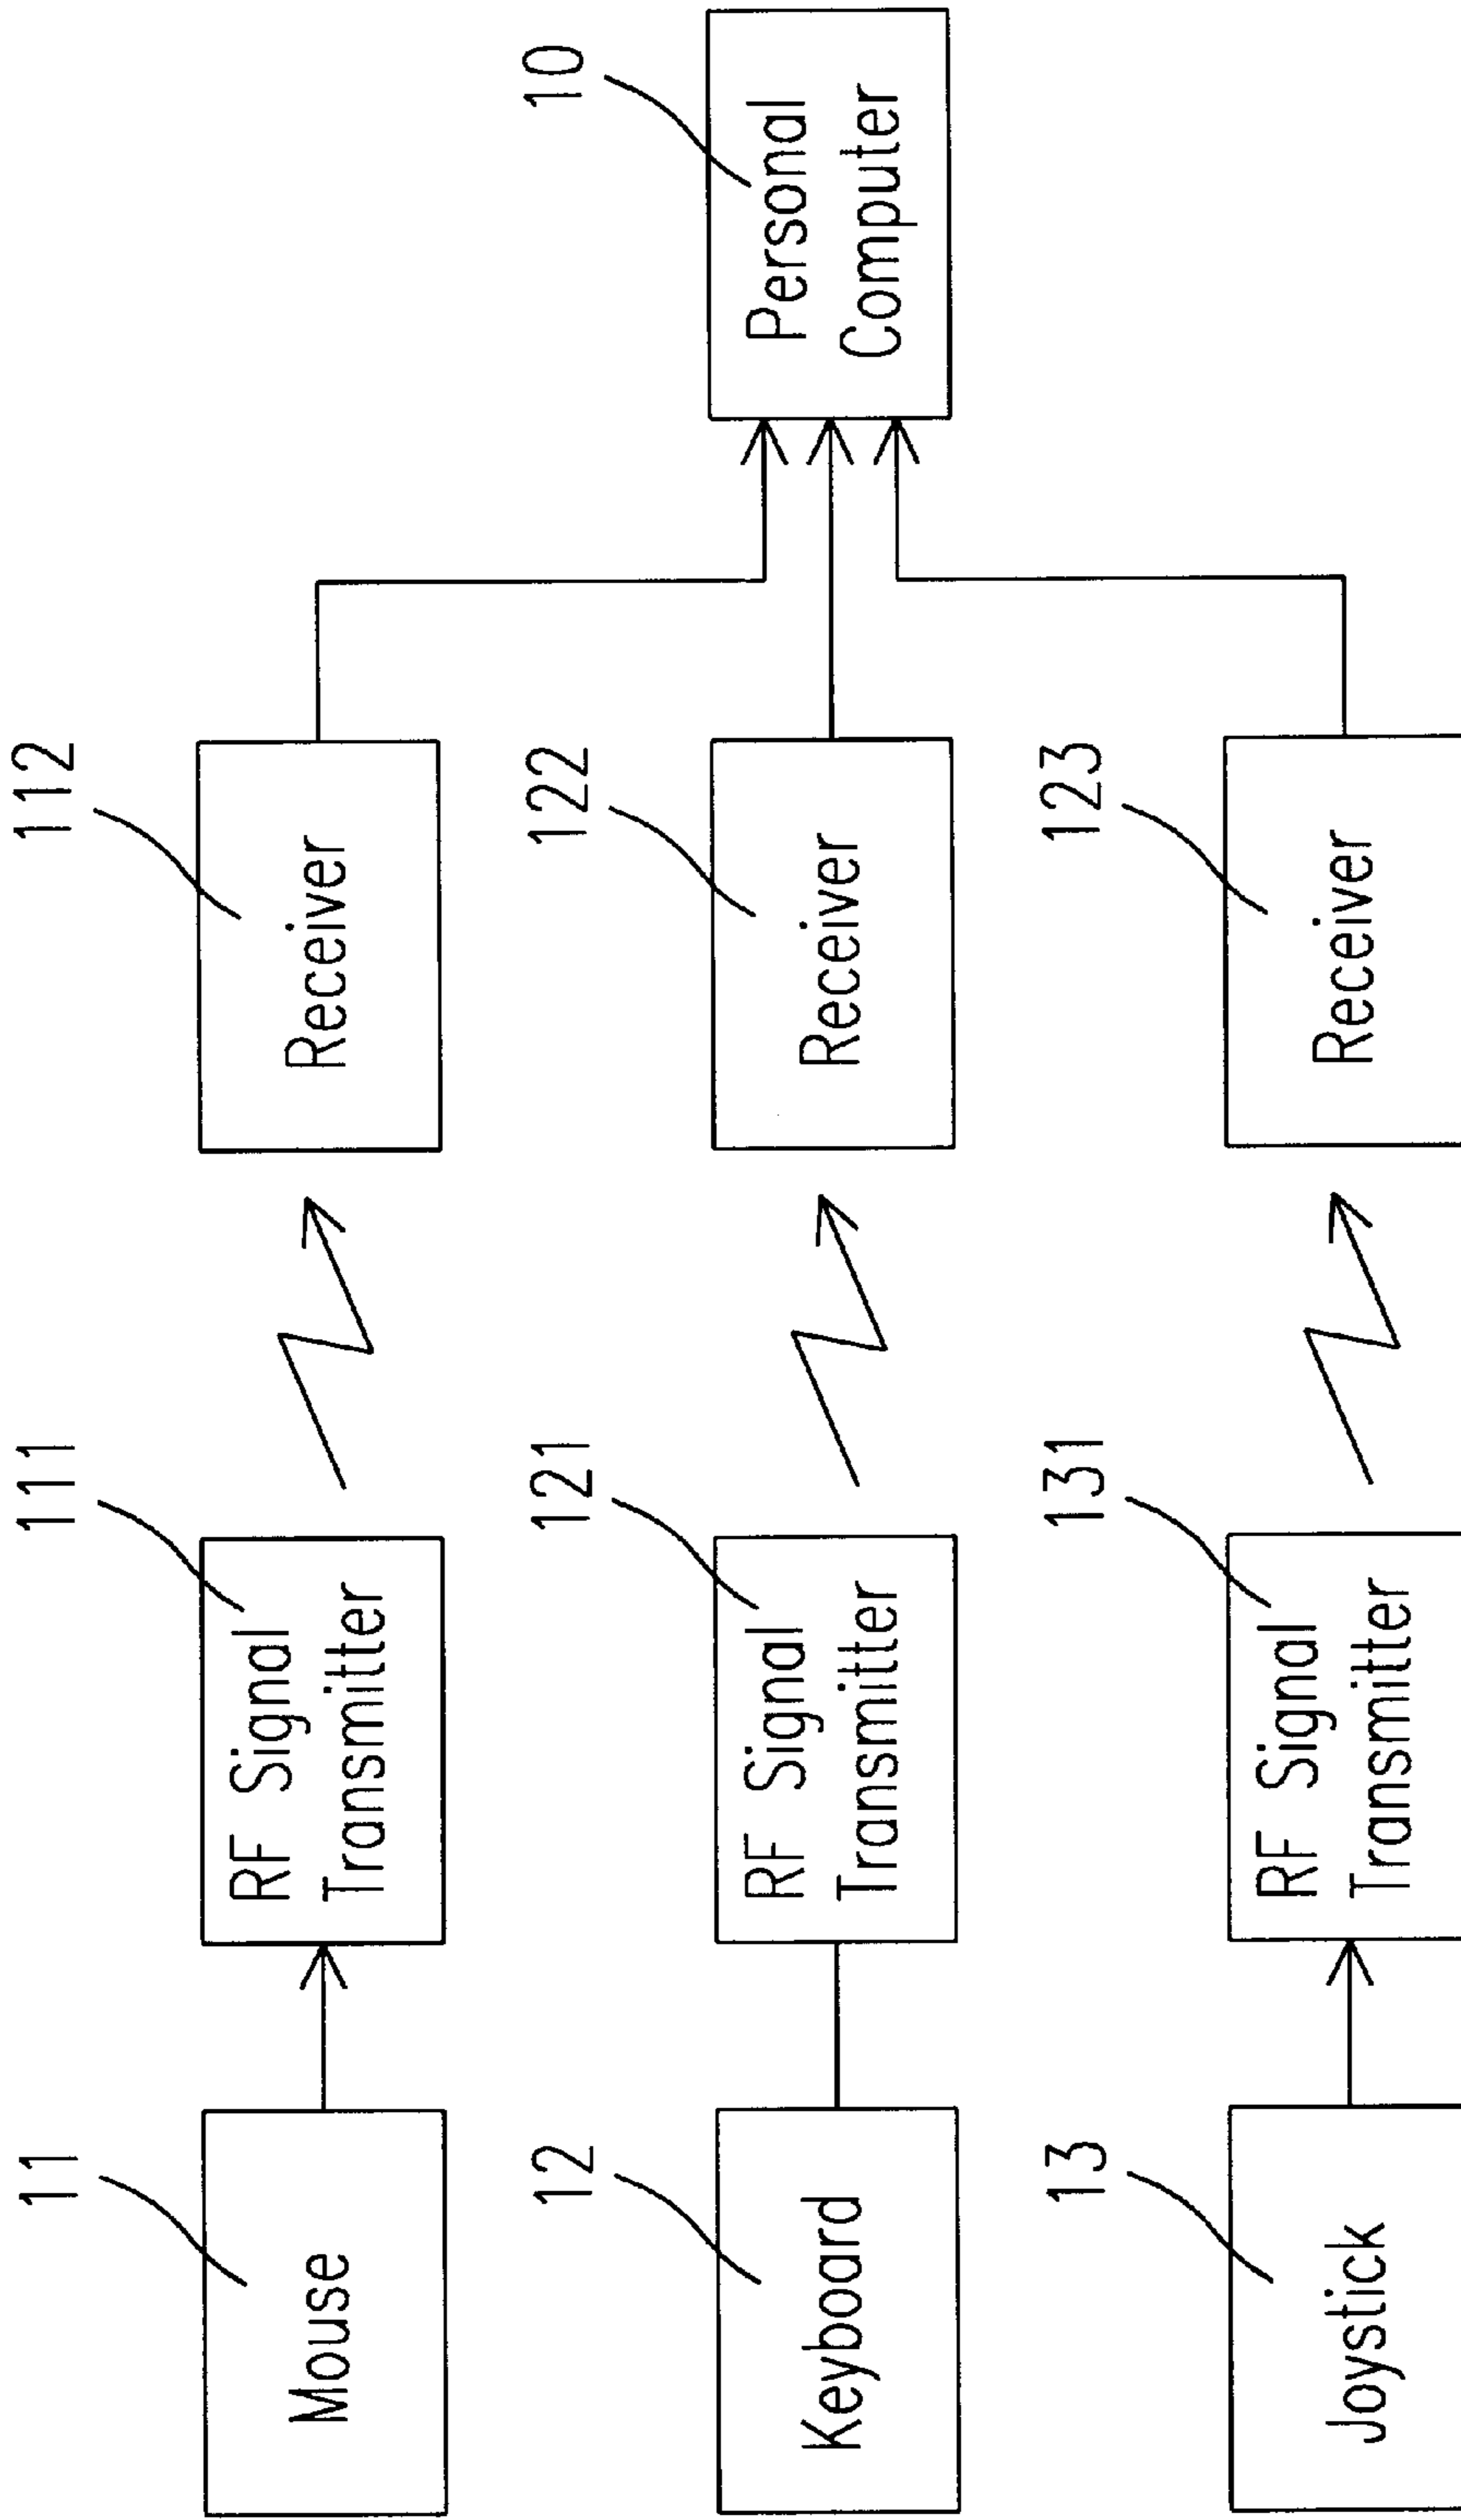 11
Mouse
111
RF Signal
Transmitter
112
Receiver
12
Keyboard
121
RF Signal
Transmitter
122
Receiver
10
Personal
Computer
13
Joystick
131
RF Signal
Transmitter
123
Receiver